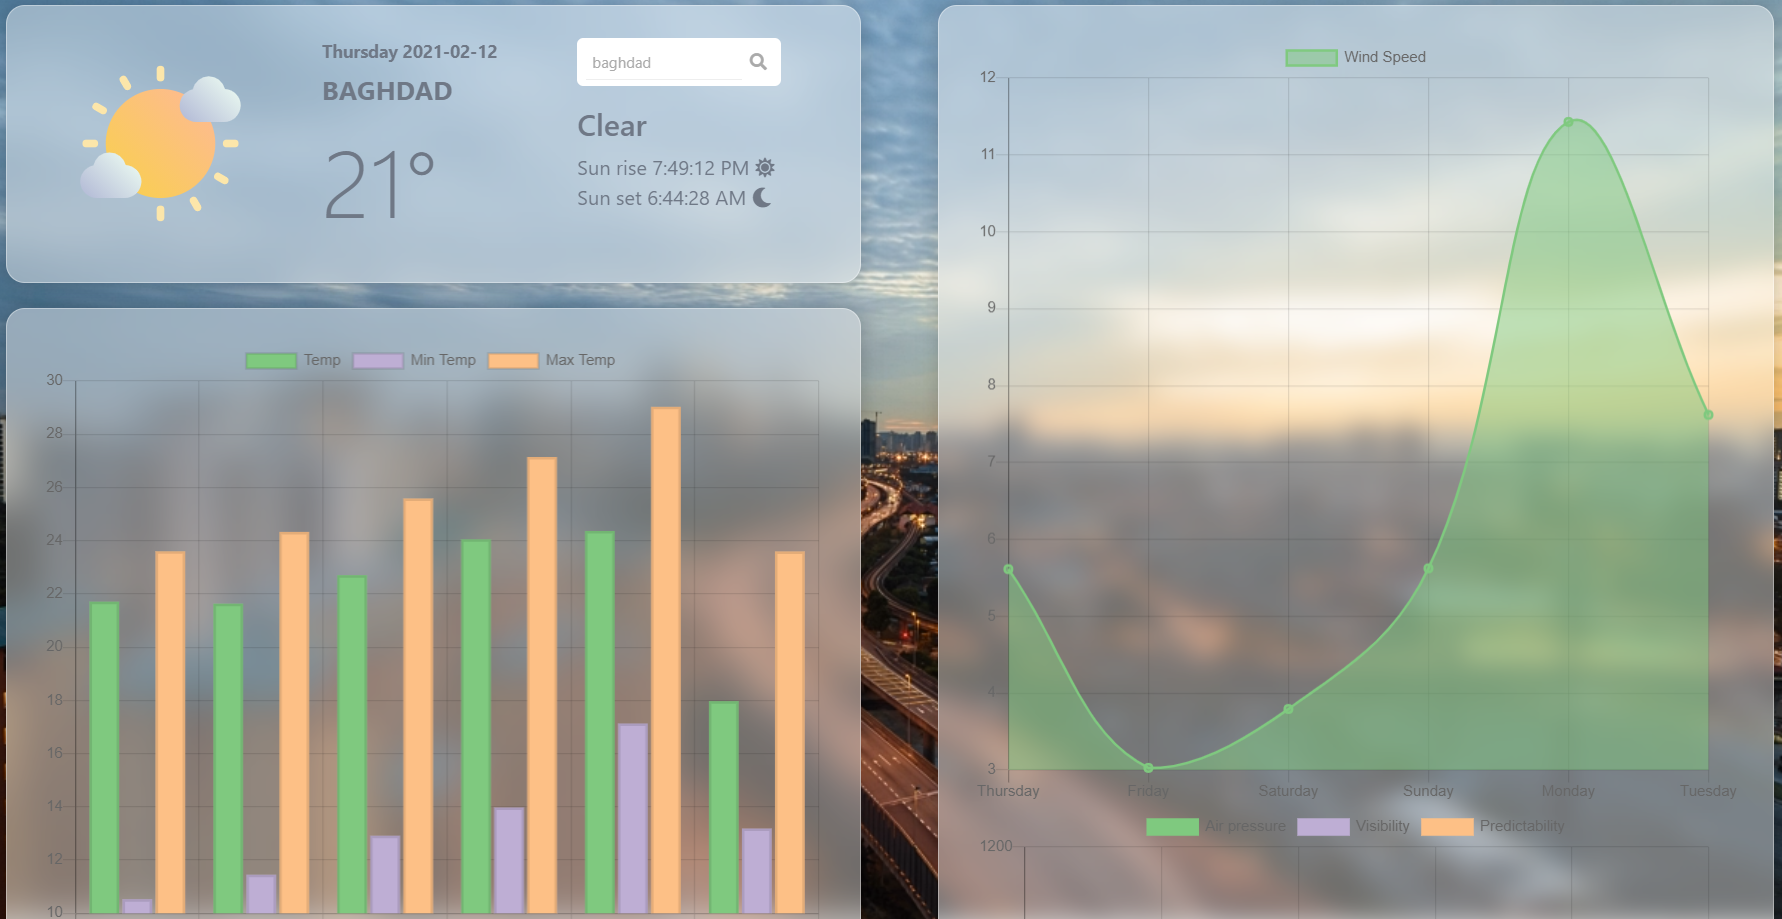 Thursday 2021-02-12
BAGHDAD
21°
baghdad
Clear
Sun rise 7:49:12 PM
Sun set 6:44:28 AM
Temp Min Temp Max Temp
30
28
26
24
22
20
18
16
14
12
10
Wind Speed
12
11
10
9
8
7
6
5
4
3
Thursday Friday Saturday Sunday Monday Tuesday
Air pressure Visibility Predictability
1200